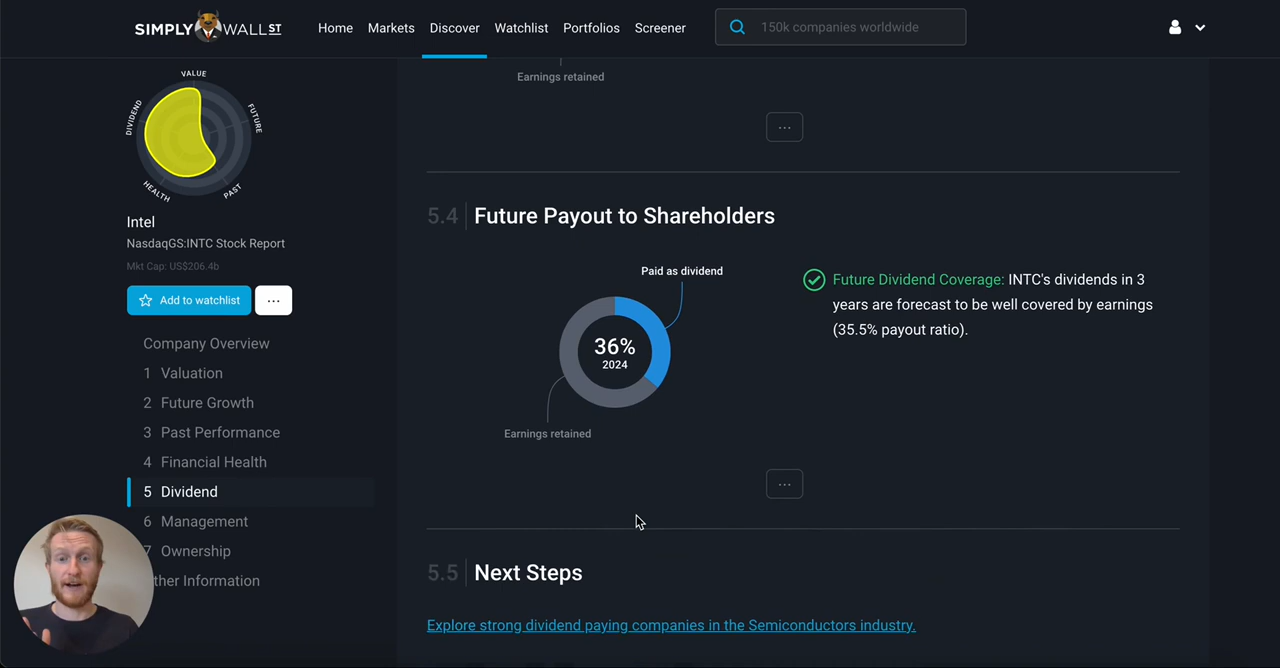 SIMPLY WALL ST
Home
Markets
Discover
Watchlist
Portfolios
Screener
150k companies worldwide
VALUE
FUTURE
PAST
HEALTH
DIVIDEND
Intel
NasdaqGS:INTC Stock Report
Mkt Cap: US$206.4b
Add to watchlist
...
Company Overview
1 Valuation
2 Future Growth
3 Past Performance
4 Financial Health
5 Dividend
6 Management
7 Ownership
ther Information
Earnings retained
...
5.4 Future Payout to Shareholders
Paid as dividend
36%
2024
Earnings retained
Future Dividend Coverage: INTC's dividends in 3
years are forecast to be well covered by earnings
(35.5% payout ratio).
...
5.5 Next Steps
Explore strong dividend paying companies in the Semiconductors industry.